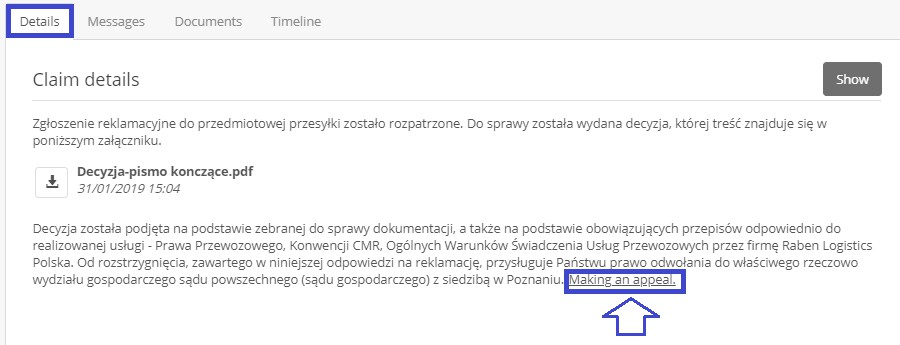 Details Messages Documents Timeline
Claim details
Show
Zgłoszenie reklamacyjne do przedmiotowej przesyłki zostało rozpatrzone. Do sprawy została wydana decyzja, której treść znajduje się w
poniższym załączniku.
Decyzja-pismo konczące.pdf
31/01/2019 15:04
Decyzja została podjęta na podstawie zebranej do sprawy dokumentacji, a także na podstawie obowiązujących przepisów odpowiednio do
realizowanej usługi - Prawa Przewozowego, Konwencji CMR, Ogólnych Warunków Świadczenia Usług Przewozowych przez firmę Raben Logistics
Polska. Od rozstrzygnięcia, zawartego w niniejszej odpowiedzi na reklamację, przysługuje Państwu prawo odwołania do właściwego rzeczowo
wydziału gospodarczego sądu powszechnego (sądu gospodarczego) z siedzibą w Poznaniu. Making an appeal.